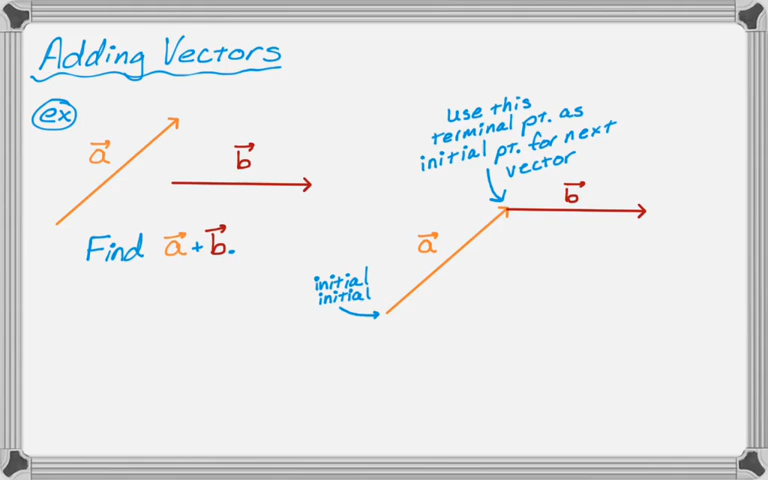 Adding Vectors
ex
a⃗
b⃗
Find a⃗ + b⃗.
Use this
terminal pt. as
initial pt. for next
vector
b⃗
a⃗
initial
initial